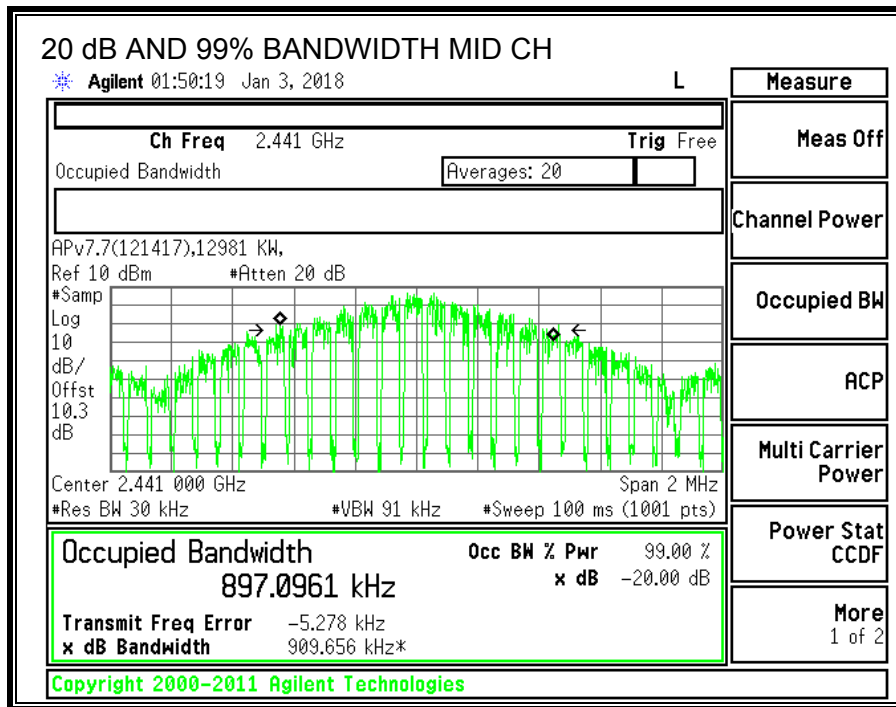 20 dB AND 99% BANDWIDTH MID CH
Agilent 01:50:19 Jan 3, 2018 L
Measure
Ch Freq 2.441 GHz Trig Free
Occupied Bandwidth Averages: 20
APv7.7(121417),12981 KW,
Ref 10 dBm #Atten 20 dB
#Samp
Log
10
dB/
Offst
10.3
dB
Center 2.441 000 GHz Span 2 MHz
#Res BW 30 kHz #VBW 91 kHz #Sweep 100 ms (1001 pts)
Occupied Bandwidth Occ BW % Pwr 99.00 %
897.0961 kHz x dB -20.00 dB
Transmit Freq Error -5.278 kHz
x dB Bandwidth 909.656 kHz*
Copyright 2000-2011 Agilent Technologies
Meas Off
Channel Power
Occupied BW
ACP
Multi Carrier
Power
Power Stat
CCDF
More
1 of 2